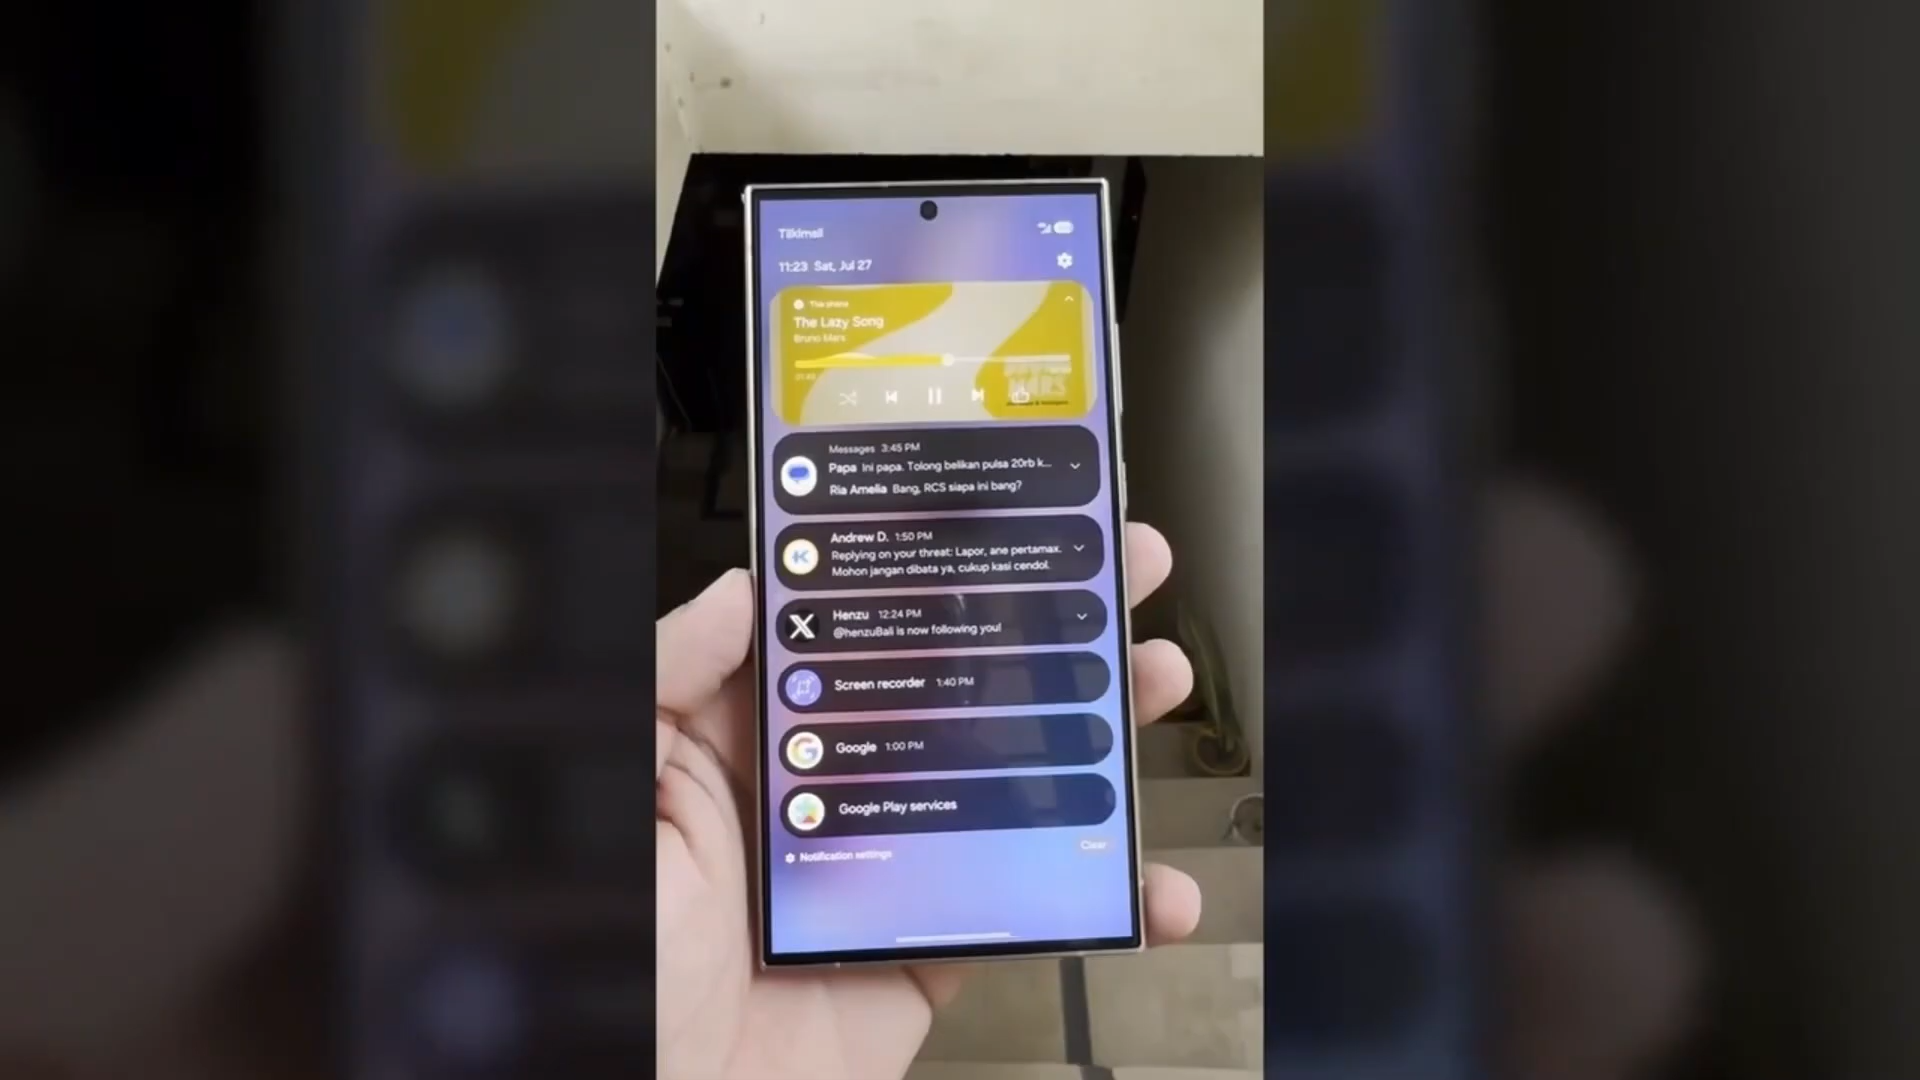 11:23 Sat, Jul 27
This phone
The Lazy Song
Bruno Mars
MARS
Messages 3:45 PM
Papa Ini papa. Tolong belikan pulsa 20rb k...
Ria Amelia Bang, RCS siapa ini bang?
Andrew D. 1:50 PM
Replying on your threat: Lapor, ane pertamax.
Mohon jangan dibata ya, cukup kasi cendol.
Henzu 12:24 PM
@henzuBali is now following you!
Screen recorder 1:40 PM
Google 1:00 PM
Google Play services
Notification settings
Clear